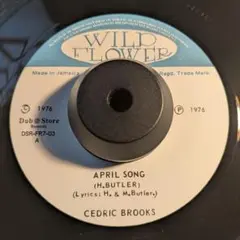 WILD
FLOWER
Made in Jamaica
Regd. Trade Mark
℗ 1976
Dub Store
Records
DSR-FR7-03
A
℗ 1976
APRIL SONG
(H.BUTLER)
(Lyrics: H. & M.Butler)
CEDRIC BROOKS